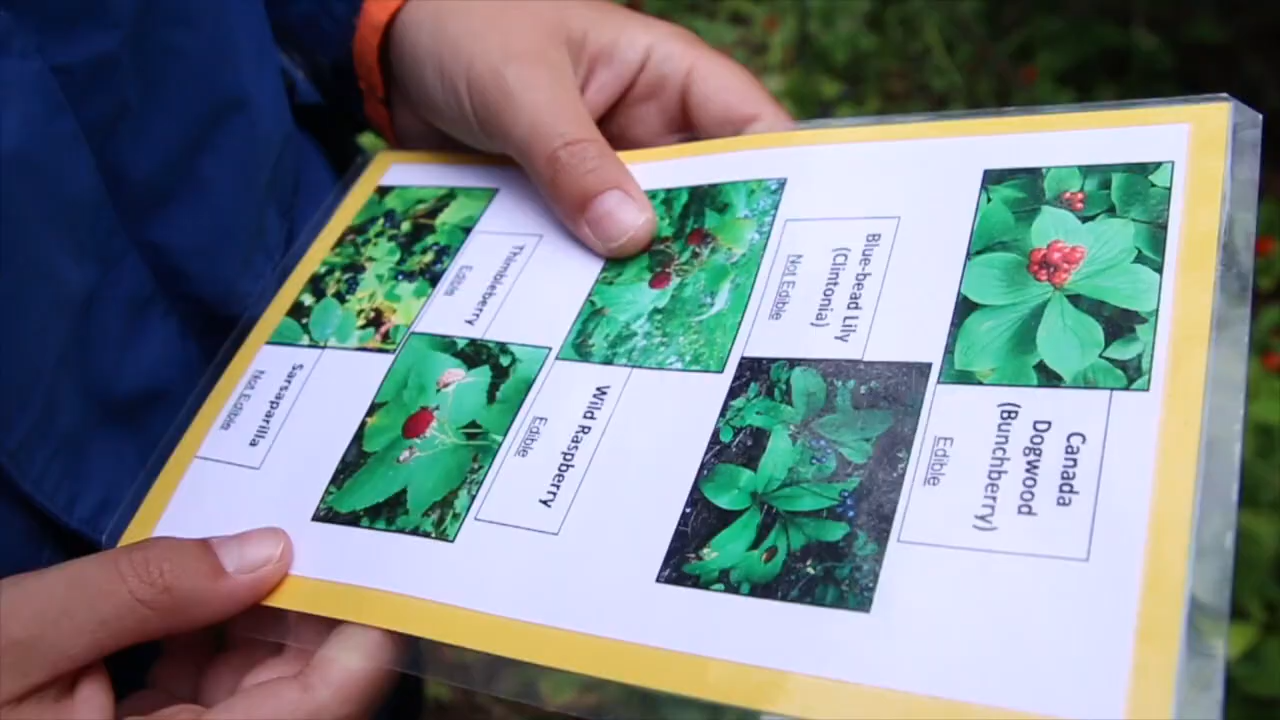 Canada
Dogwood
(Bunchberry)
Edible
Blue-bead Lily
(Clintonia)
Not Edible
Wild Raspberry
Edible
Thimbleberry
Edible
Sarsaparilla
Not Edible